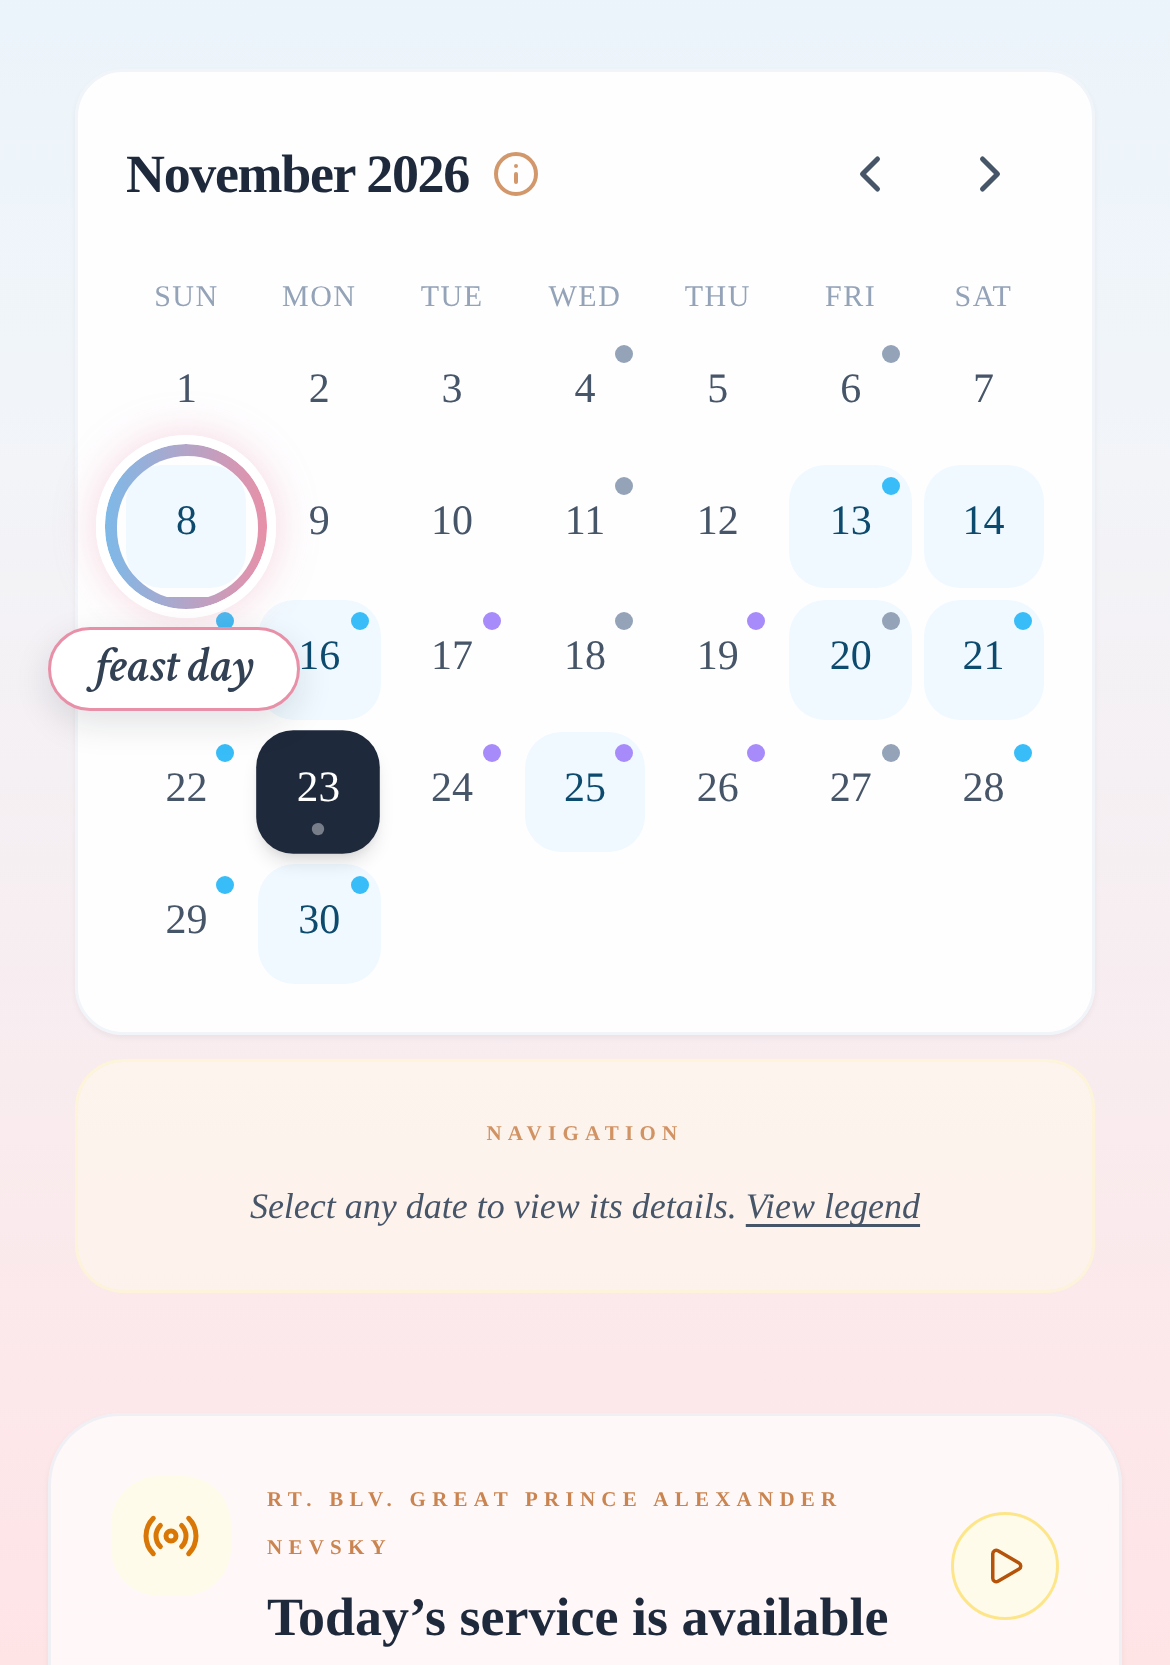 November 2026
SUN MON TUE WED THU FRI SAT
1 2 3 4 5 6 7
8 9 10 11 12 13 14
feast day 16 17 18 19 20 21
22 23 24 25 26 27 28
29 30
NAVIGATION
Select any date to view its details. View legend
RT. BLV. GREAT PRINCE ALEXANDER
NEVSKY
Today’s service is available